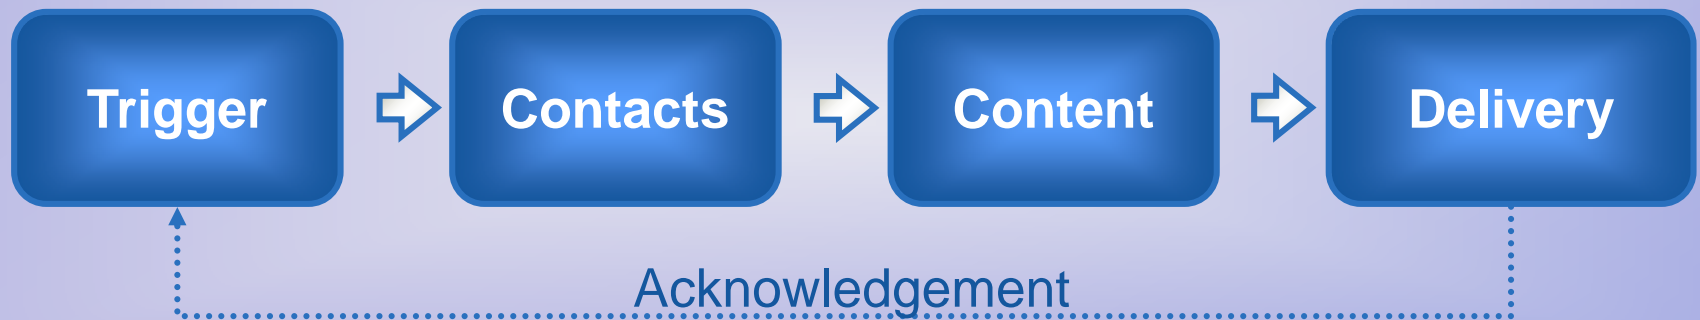 Trigger
Contacts
Content
Delivery
Acknowledgement